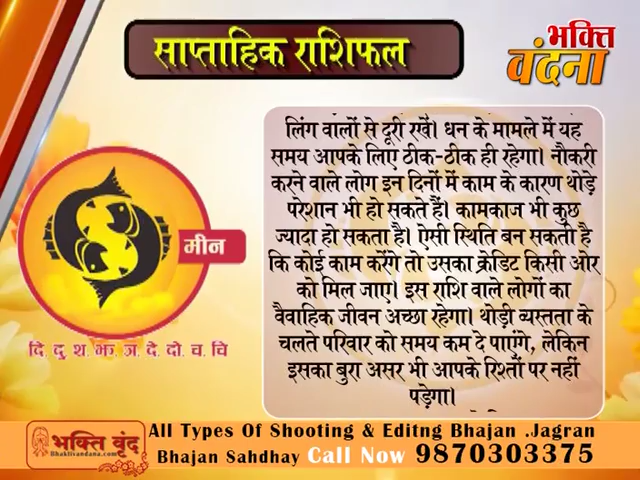 साप्ताहिक राशिफल
भक्ति
वंदना
लिंग वालों से दूरी रखें। धन के मामले में यह
समय आपके लिए ठीक-ठीक ही रहेगा। नौकरी
करने वाले लोग इन दिनों में काम के कारण थोड़े
परेशान भी हो सकते हैं। कामकाज भी कुछ
ज्यादा हो सकता है। ऐसी स्थिति बन सकती है
कि कोई काम करेंगे तो उसका क्रेडिट किसी ओर
को मिल जाए। इस राशि वाले लोगों का
वैवाहिक जीवन अच्छा रहेगा। थोड़ी व्यस्तता के
चलते परिवार को समय कम दे पाएंगे, लेकिन
इसका बुरा असर भी आपके रिश्तों पर नहीं
पड़ेगा।
मीन
दि. दु. श. झ. ज. दे. दो. च. चि
भक्ति वृंद
Bhaktivandana.com
All Types Of Shooting & Editng Bhajan .Jagran
Bhajan Sahdhay Call Now 9870303375